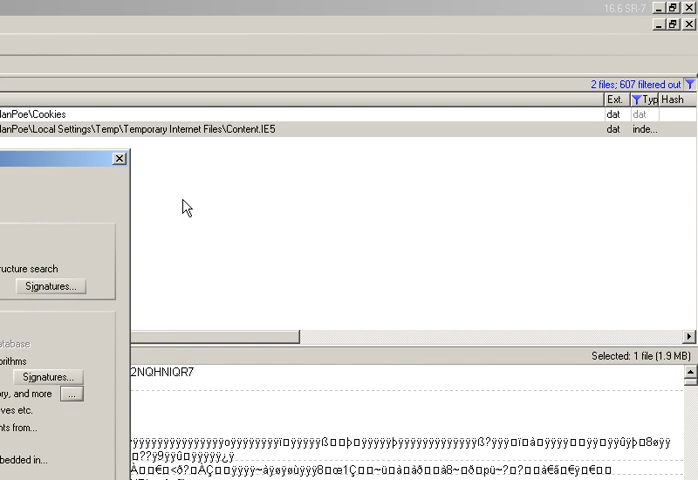 16.6 SR-7
2 files; 607 filtered out
Ext. Typ Hash
lanPoe\Cookies dat dat
lanPoe\Local Settings\Temp\Temporary Internet Files\Content.IE5 dat inde...
ructure search
Signatures...
atabase
orithms
Signatures...
ory, and more ...
ves etc.
nts from...
bedded in...
Selected: 1 file (1.9 MB)
2NQHNIQR7